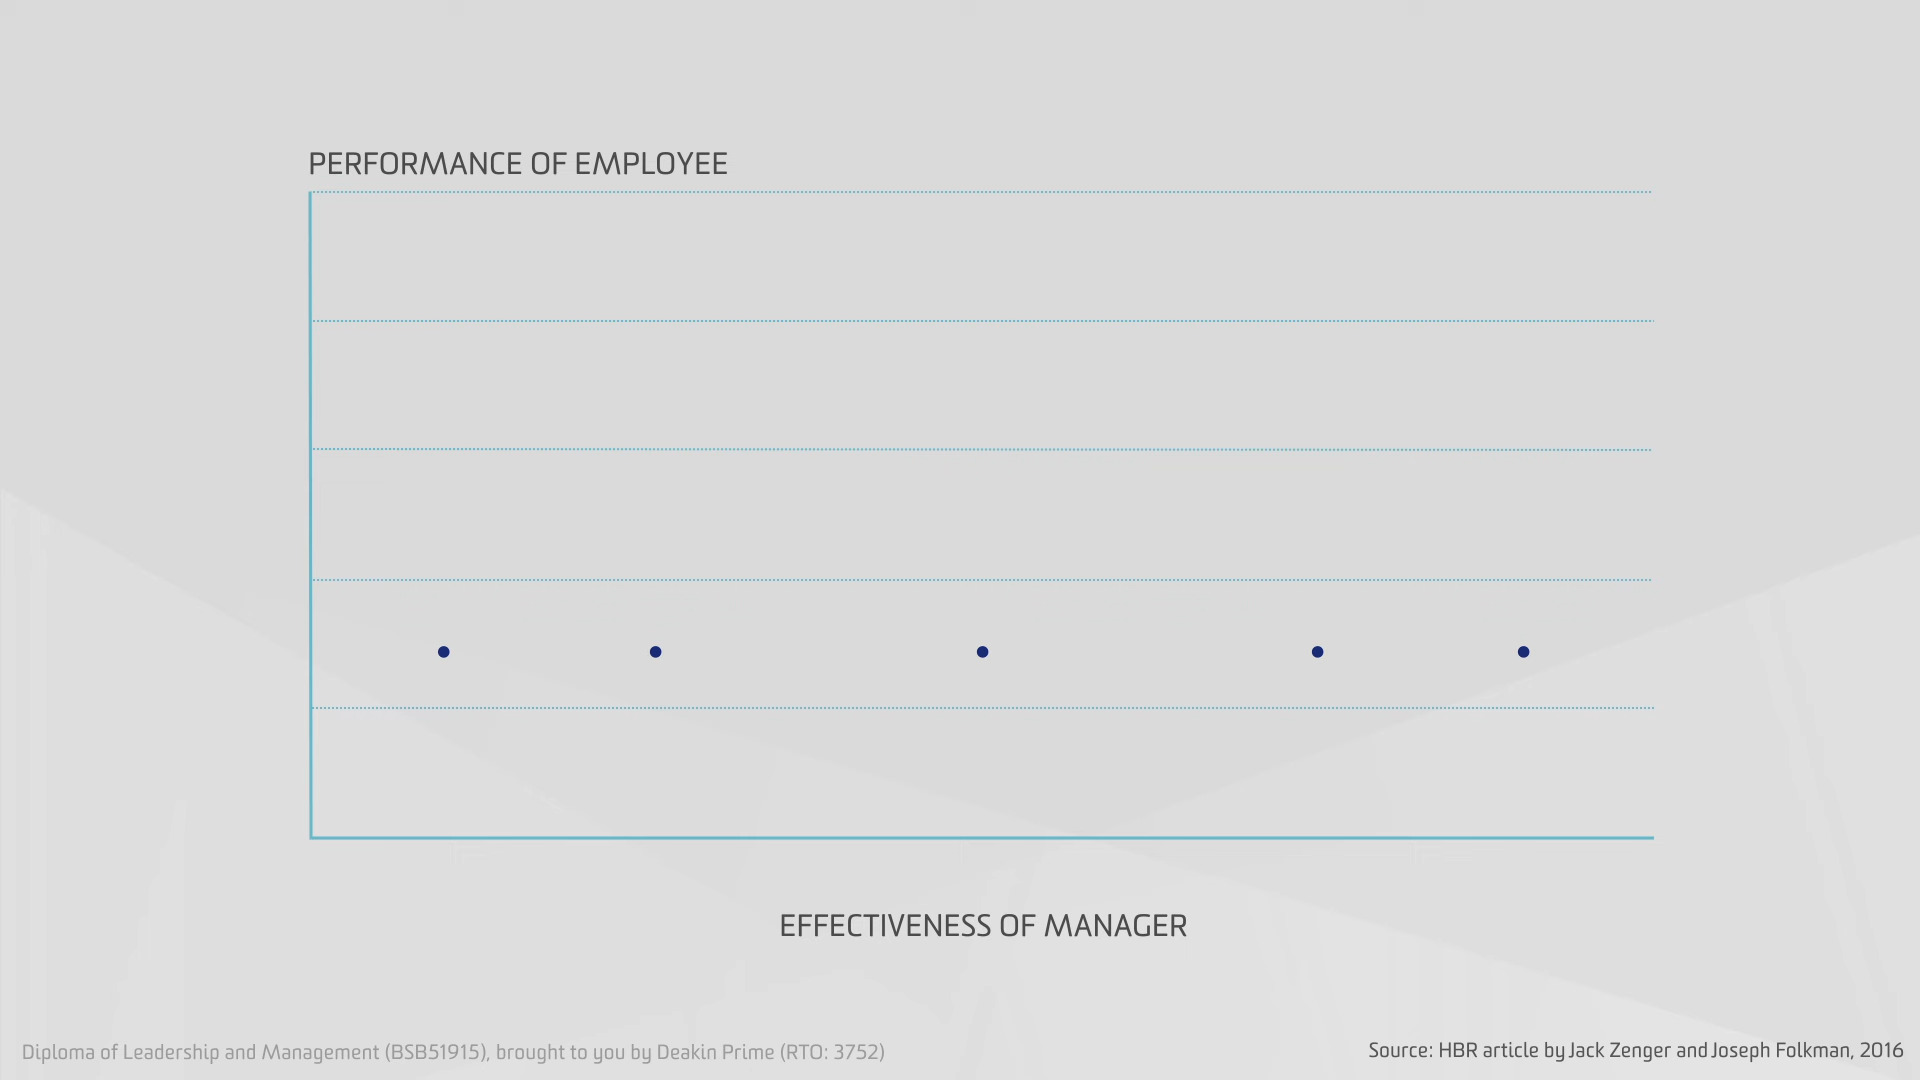 PERFORMANCE OF EMPLOYEE
EFFECTIVENESS OF MANAGER
Diploma of Leadership and Management (BSB51915), brought to you by Deakin Prime (RTO: 3752)
Source: HBR article by Jack Zenger and Joseph Folkman, 2016